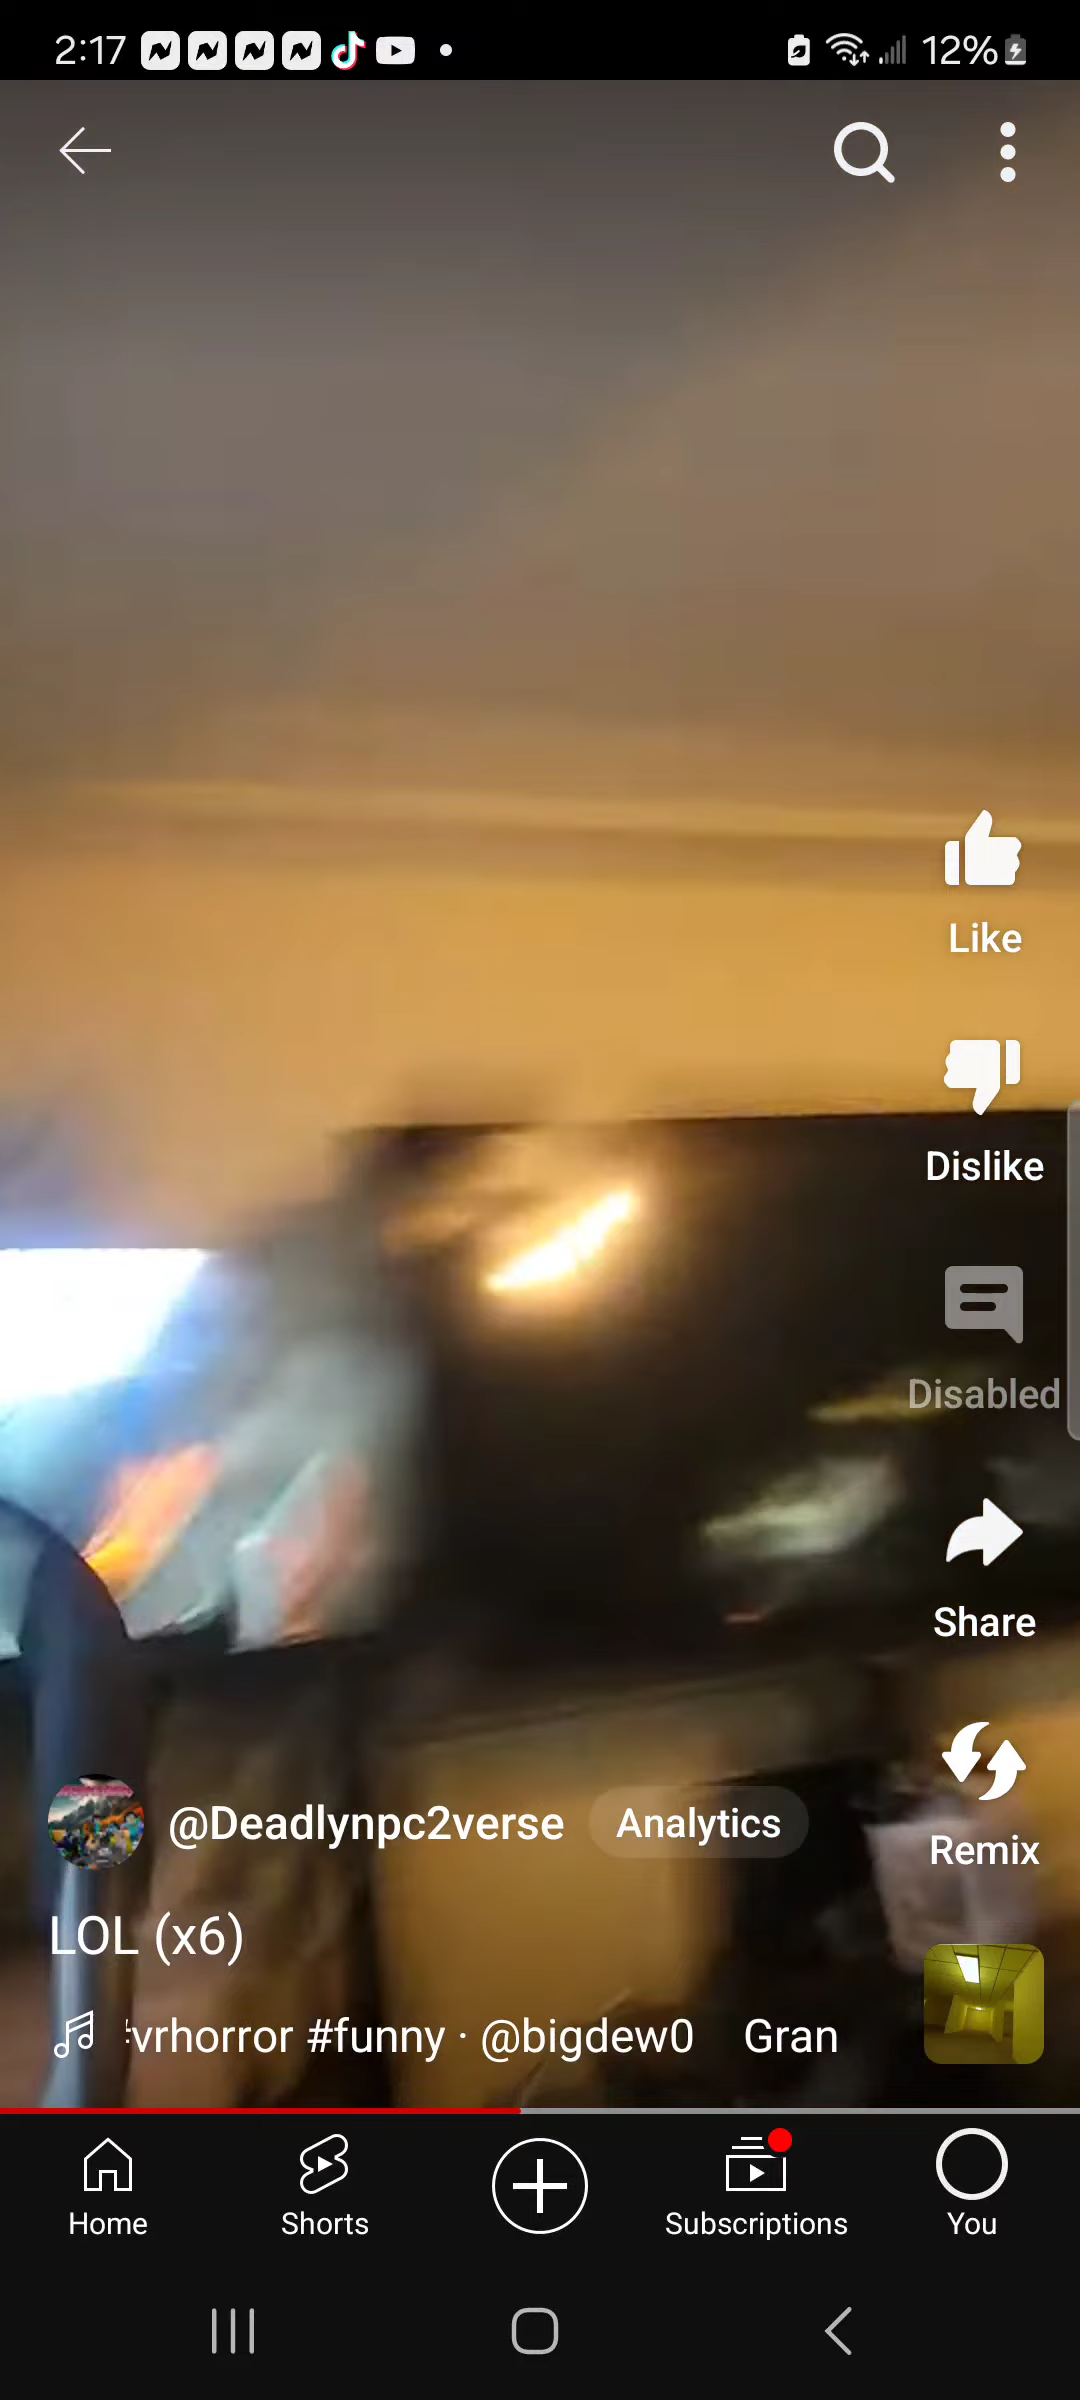 2:17
12%
Like
Dislike
Disabled
Share
@Deadlynpc2verse
Analytics
Remix
LOL (x6)
#vrhorror #funny · @bigdew0 Gran
Home
Shorts
Subscriptions
You